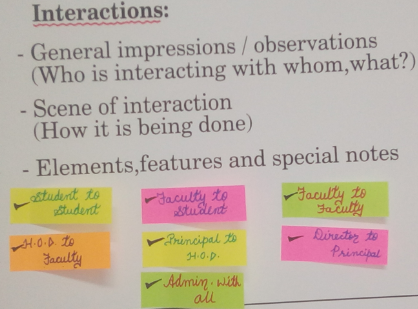 Interactions:
- General impressions / observations
(Who is interacting with whom,what?)
- Scene of interaction
(How it is being done)
- Elements,features and special notes
✓ Student to
Student
✓ Faculty to
Student
✓ Faculty to
Faculty
✓ H.O.D. to
Faculty
✓ Principal to
H.O.D.
✓ Director to
Principal
✓ Admin. with
all